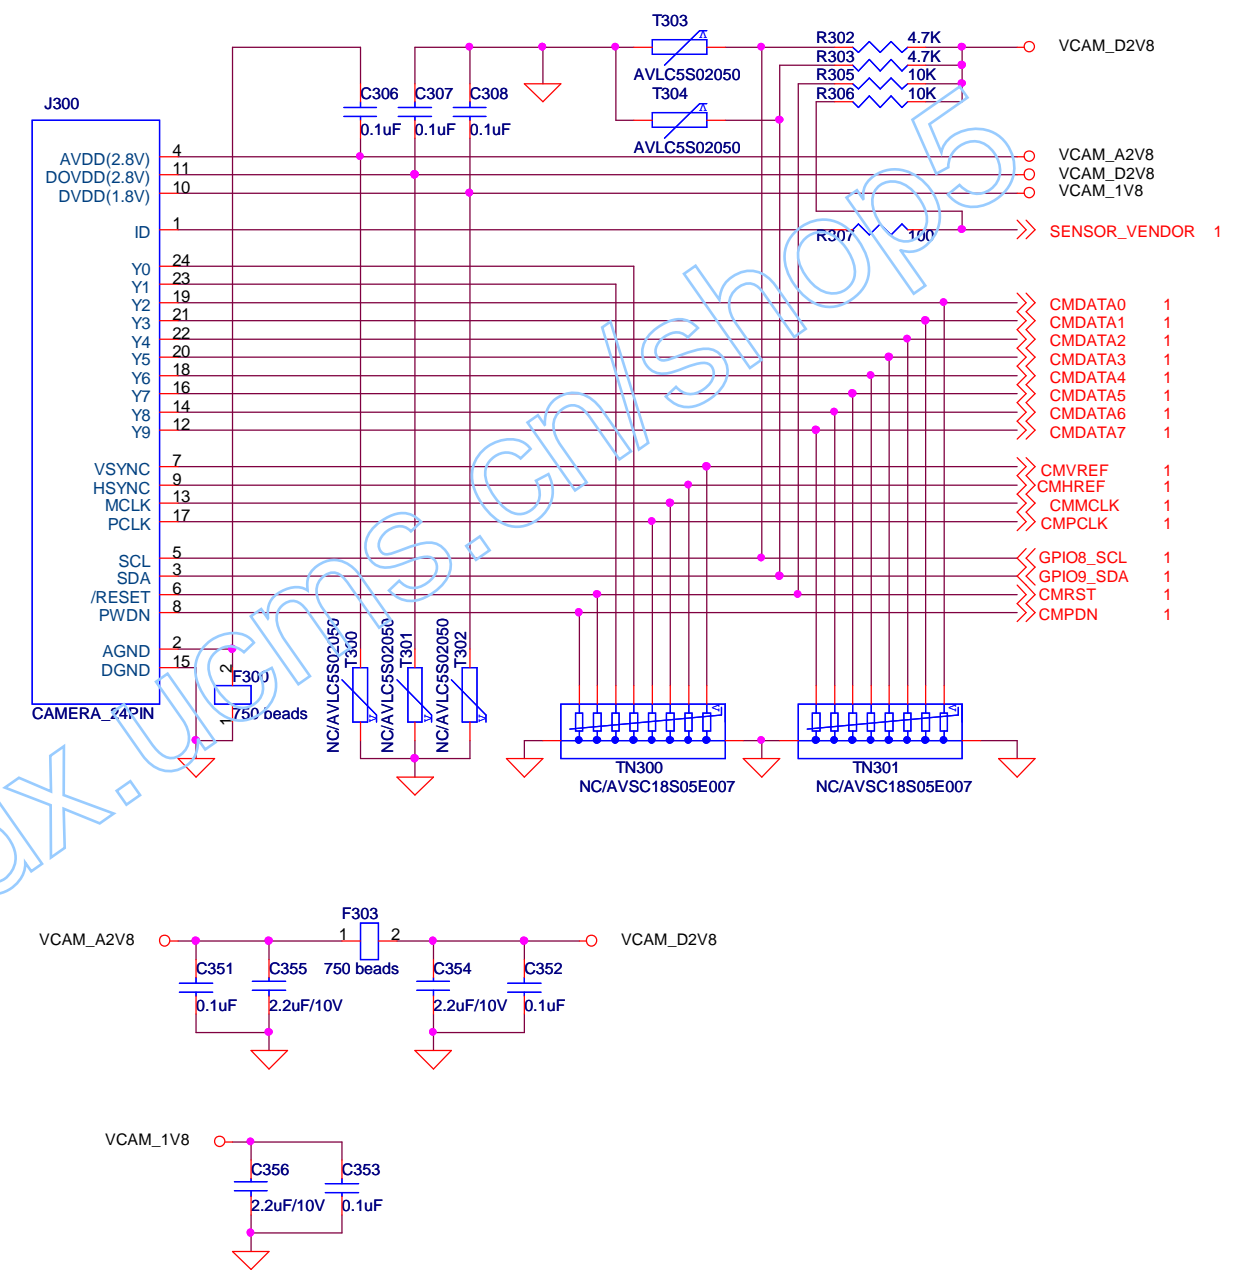 T303
R302 4.7K
R303 4.7K
R305 10K
R306 10K
VCAM_D2V8
AVLC5S02050
T304
AVLC5S02050
J300
C306 C307 C308
0.1uF 0.1uF 0.1uF
AVDD(2.8V) 4 VCAM_A2V8
DOVDD(2.8V) 11 VCAM_D2V8
DVDD(1.8V) 10 VCAM_1V8
ID 1 R307 100 SENSOR_VENDOR 1
Y0 24
Y1 23
Y2 19 CMDATA0 1
Y3 21 CMDATA1 1
Y4 22 CMDATA2 1
Y5 20 CMDATA3 1
Y6 18 CMDATA4 1
Y7 16 CMDATA5 1
Y8 14 CMDATA6 1
Y9 12 CMDATA7 1
VSYNC 7 CMVREF 1
HSYNC 9 CMHREF 1
MCLK 13 CMMCLK 1
PCLK 17 CMPCLK 1
SCL 5 GPIO8_SCL 1
SDA 3 GPIO9_SDA 1
/RESET 6 CMRST 1
PWDN 8 CMPDN 1
AGND 2
DGND 15
CAMERA_24PIN
2
F300
1
750 beads
T300
NC/AVLC5S02050
T301
NC/AVLC5S02050
T302
NC/AVLC5S02050
TN300
NC/AVSC18S05E007
TN301
NC/AVSC18S05E007
VCAM_A2V8
F303
1 2
750 beads
VCAM_D2V8
C351
0.1uF
C355
2.2uF/10V
C354
2.2uF/10V
C352
0.1uF
VCAM_1V8
C356
2.2uF/10V
C353
0.1uF
x.ucms.cn/shop5